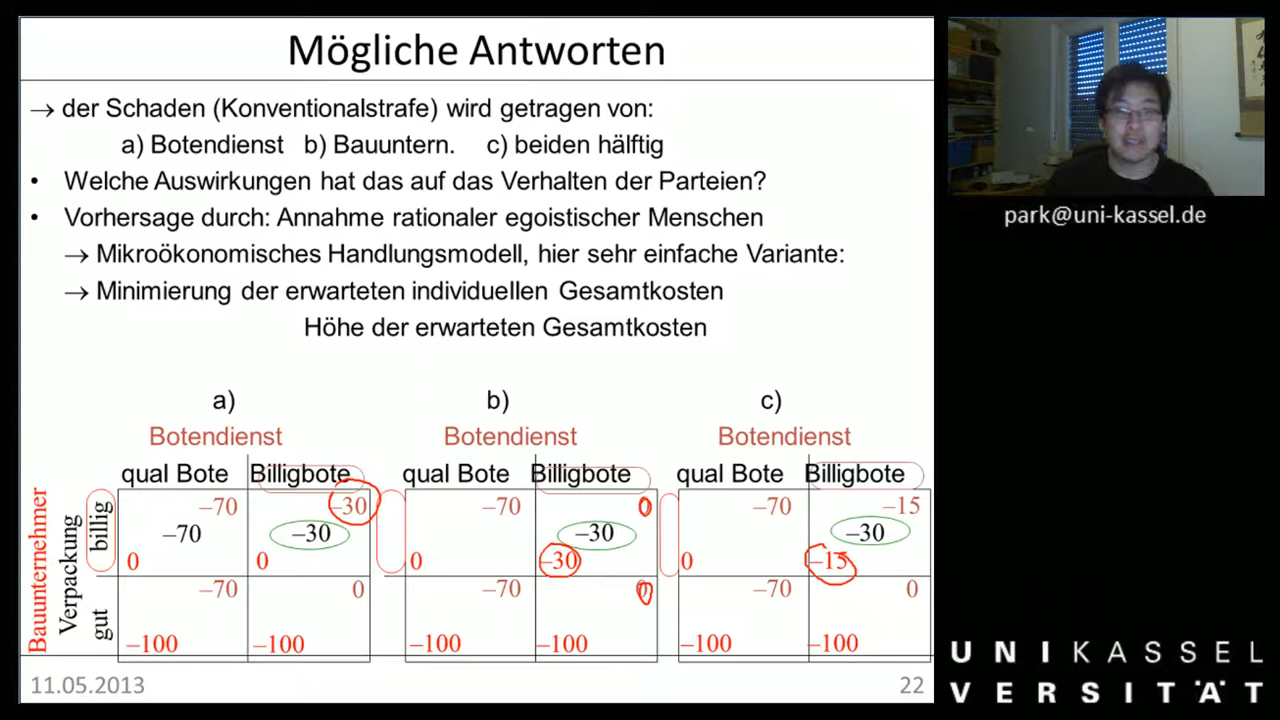 Mögliche Antworten
→ der Schaden (Konventionalstrafe) wird getragen von:
a) Botendienst b) Bauuntern. c) beiden hälftig
• Welche Auswirkungen hat das auf das Verhalten der Parteien?
• Vorhersage durch: Annahme rationaler egoistischer Menschen
→ Mikroökonomisches Handlungsmodell, hier sehr einfache Variante:
→ Minimierung der erwarteten individuellen Gesamtkosten
Höhe der erwarteten Gesamtkosten
a) b) c)
Botendienst Botendienst Botendienst
qual Bote Billigbote qual Bote Billigbote qual Bote Billigbote
Bauunternehmer
Verpackung
billig
gut
–70 –30 –70 0 –70 –15
–70 –30 –30 –30
0 0 0 –30 0 –15
–70 0 –70 0 –70 0
–100 –100 –100 –100 –100 –100
11.05.2013 22
park@uni-kassel.de
UNIKASSEL
VERSITÄT